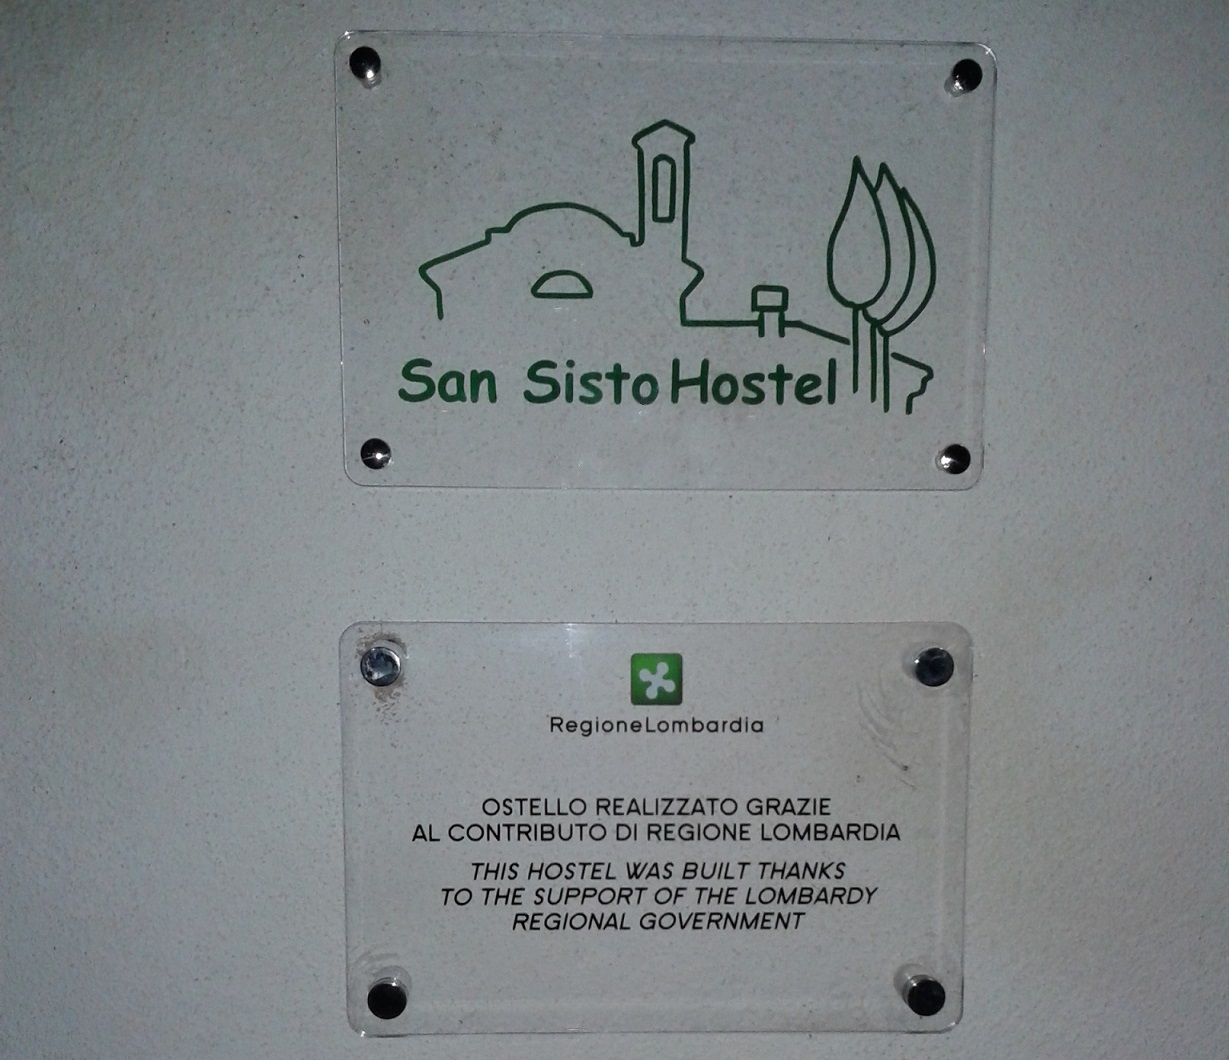 San Sisto Hostel
RegioneLombardia
OSTELLO REALIZZATO GRAZIE
AL CONTRIBUTO DI REGIONE LOMBARDIA
THIS HOSTEL WAS BUILT THANKS
TO THE SUPPORT OF THE LOMBARDY
REGIONAL GOVERNMENT